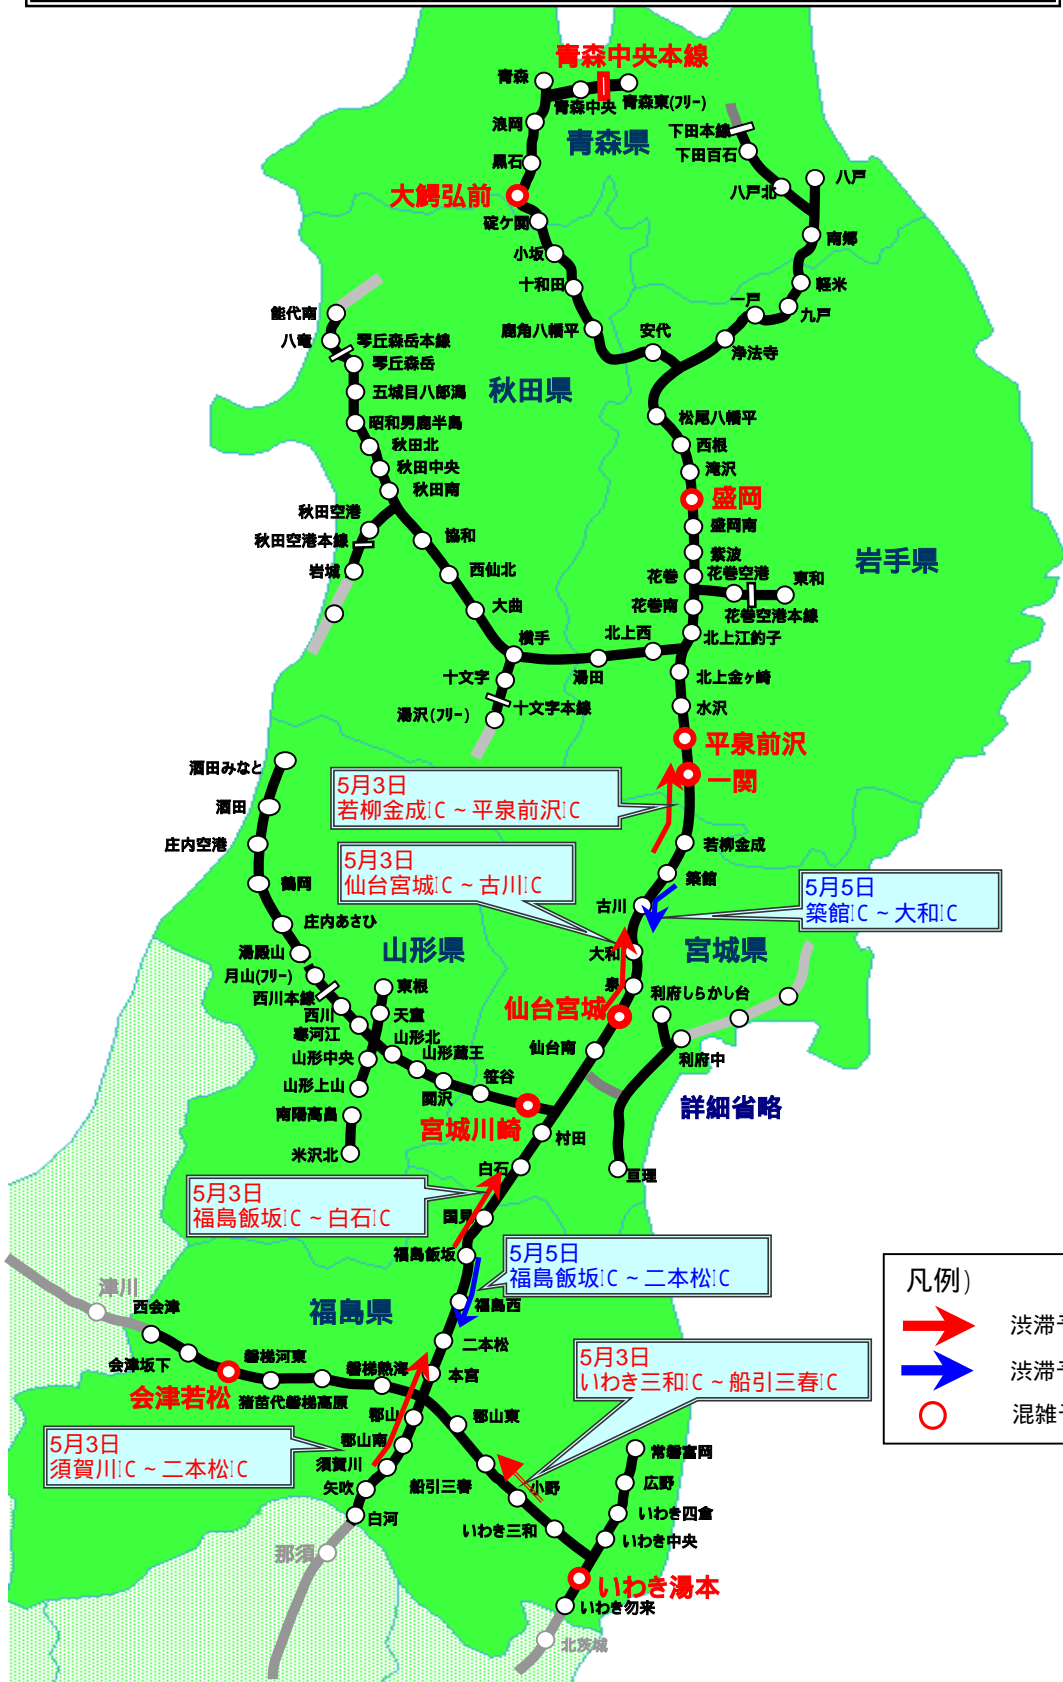 青森中央本線
青森
青森中央
青森東(フリー)
浪岡
青森県
下田本線
下田百石
黒石
八戸北
八戸
大鰐弘前
碇ケ関
南郷
小坂
十和田
軽米
一戸
九戸
能代南
八竜
琴丘森岳本線
琴丘森岳
鹿角八幡平
安代
浄法寺
秋田県
五城目八郎潟
昭和男鹿半島
松尾八幡平
秋田北
西根
秋田中央
滝沢
秋田南
盛岡
秋田空港
盛岡南
秋田空港本線
協和
紫波
岩手県
岩城
西仙北
花巻
花巻空港
東和
大曲
花巻南
花巻空港本線
横手
北上西
北上江釣子
十文字
湯田
北上金ヶ崎
湯沢(フリー)
十文字本線
水沢
平泉前沢
酒田みなと
一関
5月3日
若柳金成IC ~ 平泉前沢IC
酒田
庄内空港
若柳金成
5月3日
仙台宮城IC ~ 古川IC
鶴岡
築館
5月5日
築館IC ~ 大和IC
古川
庄内あさひ
山形県
宮城県
湯殿山
大和
月山(フリー)
東根
泉
西川本線
利府しらかし台
西川
天童
仙台宮城
寒河江
山形北
仙台南
山形中央
山形蔵王
利府中
笹谷
山形上山
関沢
詳細省略
南陽高畠
宮城川崎
村田
米沢北
白石
亘理
5月3日
福島飯坂IC ~ 白石IC
国見
福島飯坂
5月5日
福島飯坂IC ~ 二本松IC
凡例)
津川
西会津
福島県
福島西
渋滞
二本松
会津坂下
磐梯河東
磐梯熱海
本宮
5月3日
いわき三和IC ~ 船引三春IC
渋滞
会津若松
猪苗代磐梯高原
郡山
郡山東
混雑
5月3日
須賀川IC ~ 二本松IC
郡山南
須賀川
常磐富岡
矢吹
船引三春
小野
広野
白河
いわき四倉
いわき三和
いわき中央
那須
いわき湯本
いわき勿来
北茨城